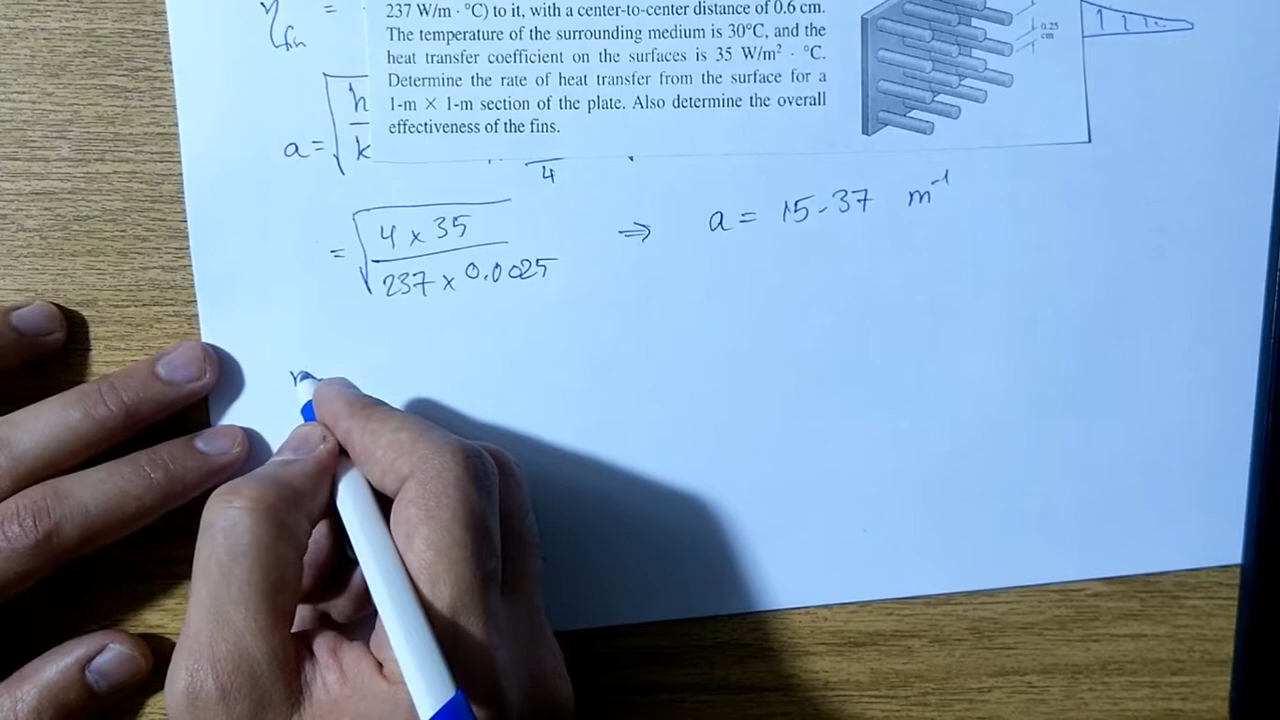 η fin =
237 W/m · °C) to it, with a center-to-center distance of 0.6 cm.
The temperature of the surrounding medium is 30°C, and the
heat transfer coefficient on the surfaces is 35 W/m² · °C.
Determine the rate of heat transfer from the surface for a
1-m × 1-m section of the plate. Also determine the overall
effectiveness of the fins.
0.25
cm
a = √ h / k
4
= √ 4 × 35 / 237 × 0.0025 ⇒ a = 15.37 m⁻¹